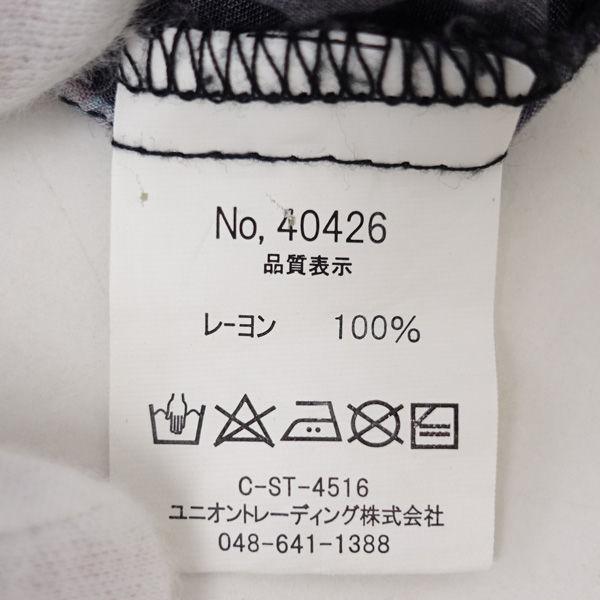 No, 40426
品質表示
レーヨン 100%
C-ST-4516
ユニオントレーディング株式会社
048-641-1388